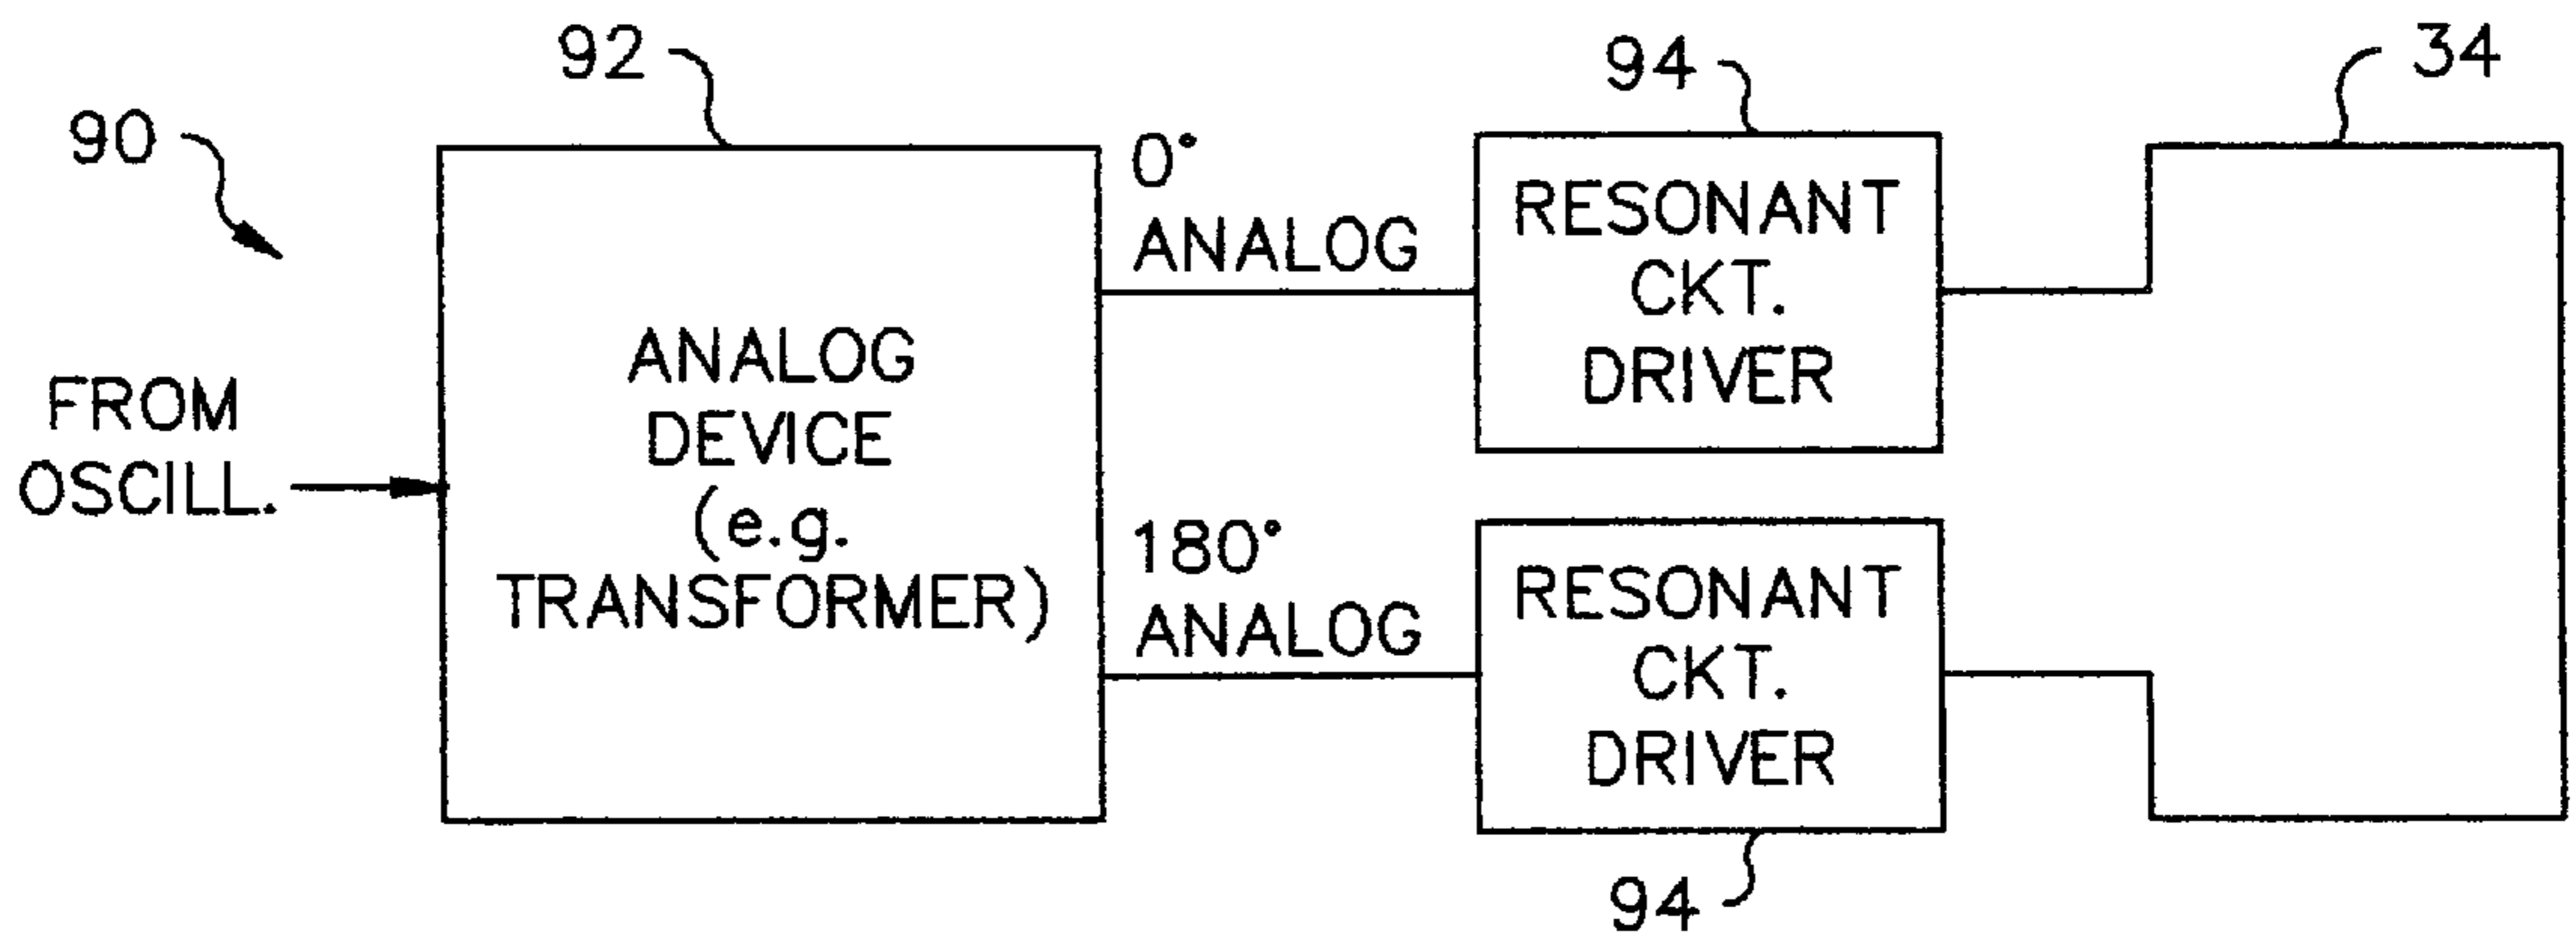 90
92
FROM
OSCILL.
ANALOG
DEVICE
(e.g.
TRANSFORMER)
0°
ANALOG
180°
ANALOG
94
RESONANT
CKT.
DRIVER
RESONANT
CKT.
DRIVER
94
34